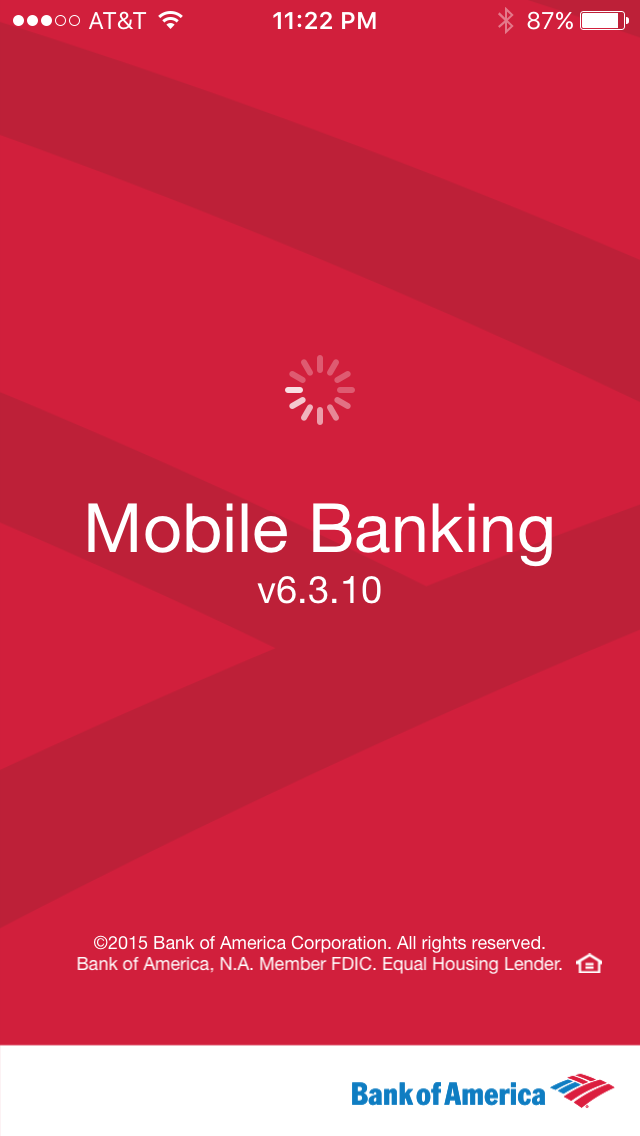 AT&T 11:22 PM 87%
Mobile Banking
v6.3.10
©2015 Bank of America Corporation. All rights reserved.
Bank of America, N.A. Member FDIC. Equal Housing Lender.
Bank of America